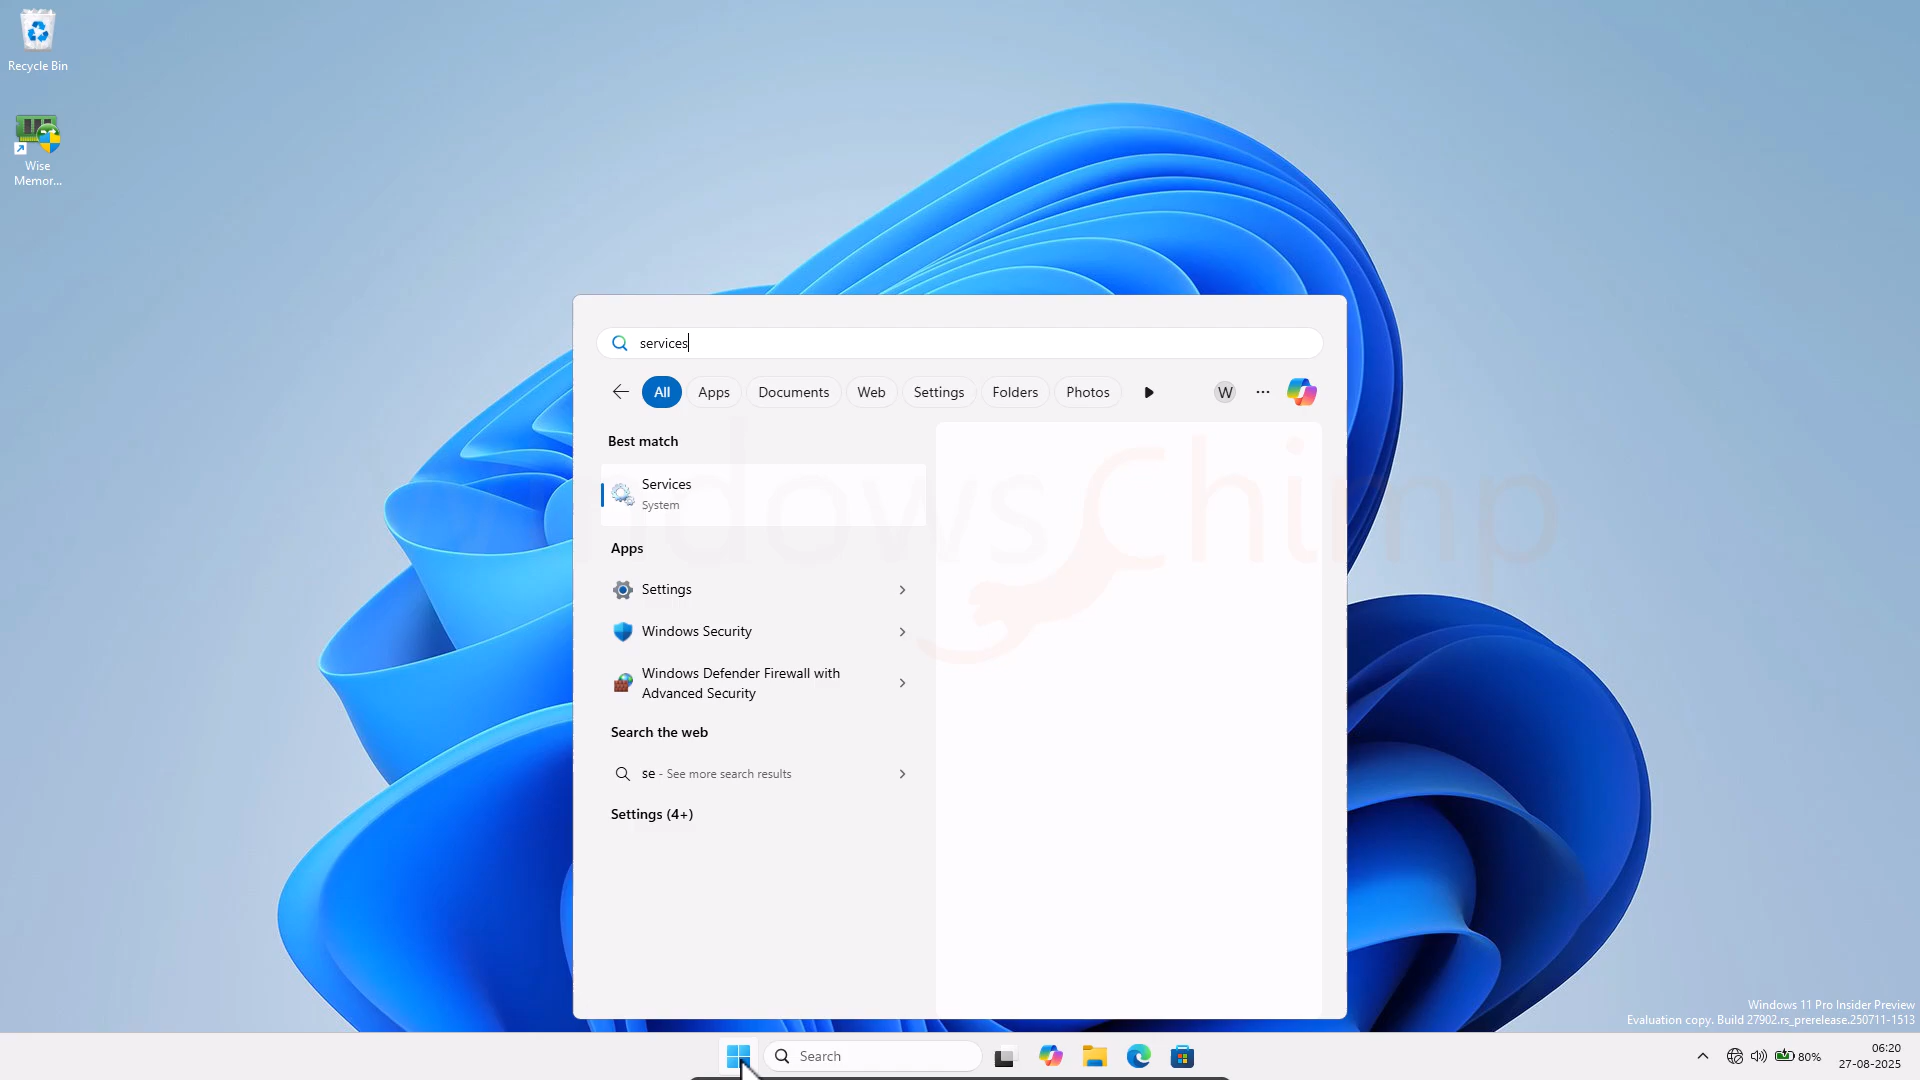 Recycle Bin
Wise
Memor...
services
All
Apps
Documents
Web
Settings
Folders
Photos
W
Best match
Services
System
Apps
Settings
Windows Security
Windows Defender Firewall with
Advanced Security
Search the web
se - See more search results
Settings (4+)
WindowsChimp
Windows 11 Pro Insider Preview
Evaluation copy. Build 27902.rs_prerelease.250711-1513
Search
80%
06:20
27-08-2025